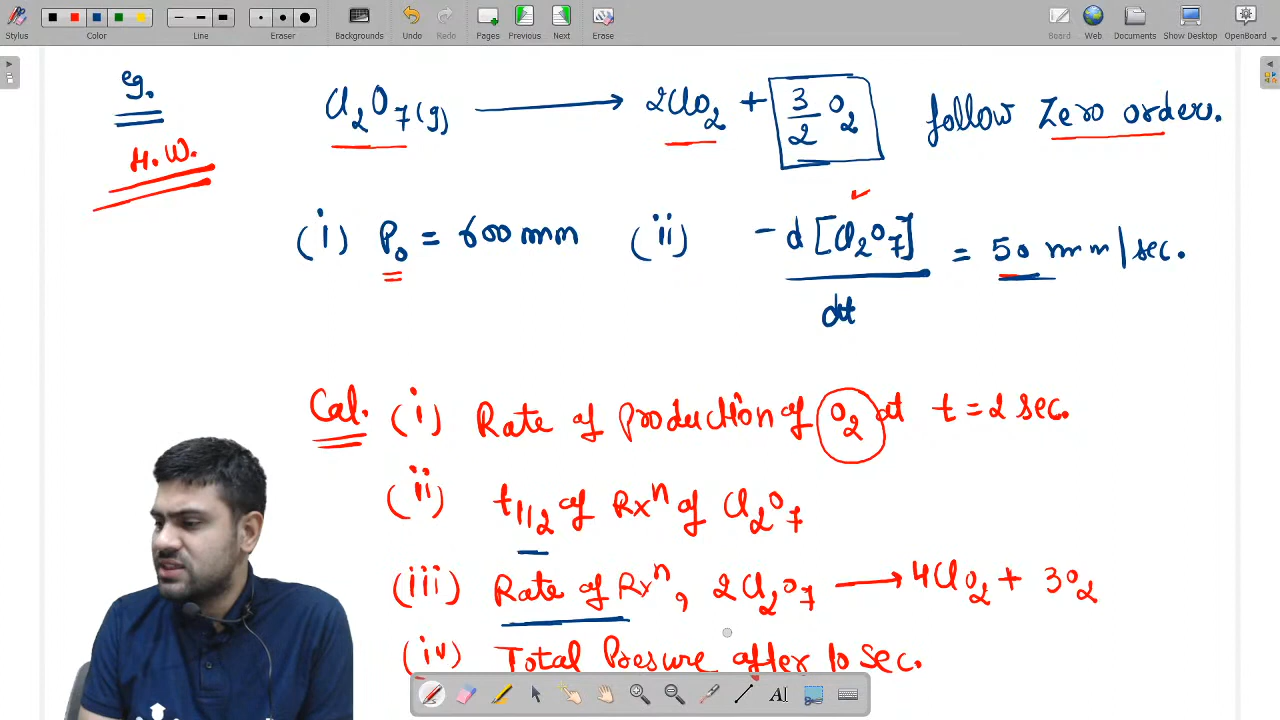 Stylus Color Line Eraser Backgrounds Undo Redo Pages Previous Next Erase Board Web Documents Show Desktop OpenBoard
eg. Cl2O7(g) ⟶ 2ClO2 + 3/2 O2 follow Zero order.
H.W.
(i) P0 = 600 mm (ii) -d[Cl2O7]/dt = 50 mm/sec.
Cal. (i) Rate of production of O2 at t = 2 sec.
(ii) t1/2 of Rxn of Cl2O7
(iii) Rate of Rxn, 2Cl2O7 ⟶ 4ClO2 + 3O2
(iv) Total Presure after 10 sec.